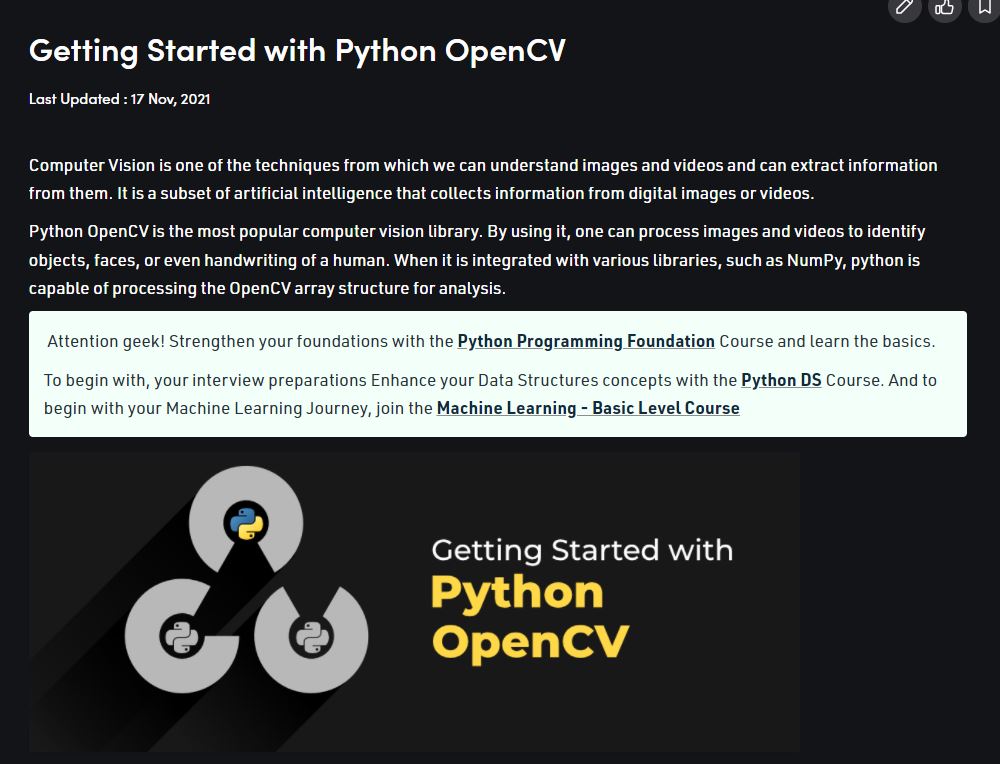 Getting Started with Python OpenCV
Last Updated : 17 Nov, 2021
Computer Vision is one of the techniques from which we can understand images and videos and can extract information
from them. It is a subset of artificial intelligence that collects information from digital images or videos.
Python OpenCV is the most popular computer vision library. By using it, one can process images and videos to identify
objects, faces, or even handwriting of a human. When it is integrated with various libraries, such as NumPy, python is
capable of processing the OpenCV array structure for analysis.
Attention geek! Strengthen your foundations with the Python Programming Foundation Course and learn the basics.
To begin with, your interview preparations Enhance your Data Structures concepts with the Python DS Course. And to
begin with your Machine Learning Journey, join the Machine Learning - Basic Level Course
Getting Started with
Python
OpenCV